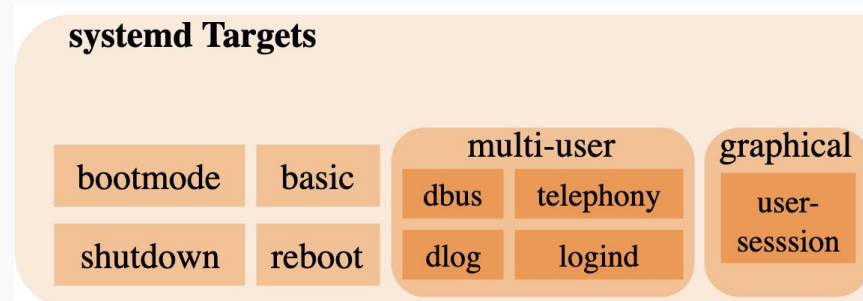 systemd Targets
multi-user
graphical
bootmode
basic
dbus
telephony
user-
sesssion
shutdown
reboot
dlog
logind